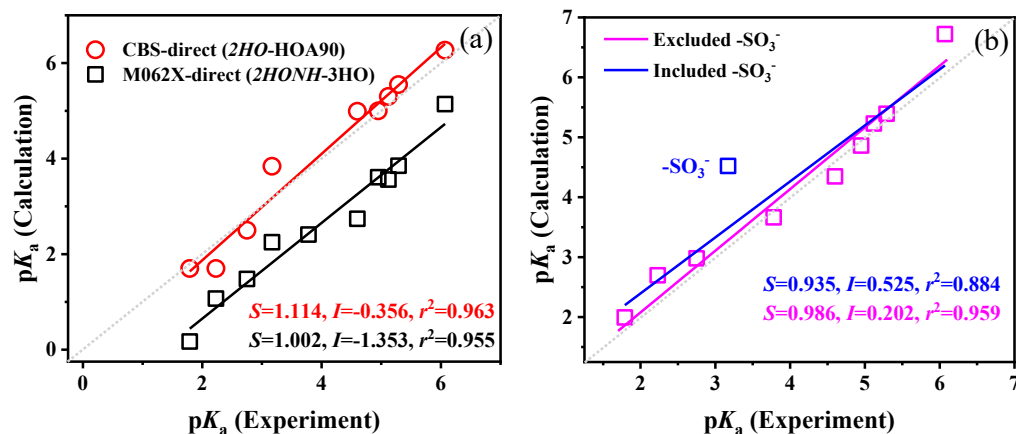 (a)
CBS-direct (2HO-HOA90)
M062X-direct (2HONH-3HO)
S=1.114, I=-0.356, r²=0.963
S=1.002, I=-1.353, r²=0.955
pKₐ (Calculation)
6
4
2
0
0 2 4 6
pKₐ (Experiment)
(b)
Excluded -SO₃⁻
Included -SO₃⁻
-SO₃⁻
S=0.935, I=0.525, r²=0.884
S=0.986, I=0.202, r²=0.959
pKₐ (Calculation)
7
6
5
4
3
2
2 3 4 5 6 7
pKₐ (Experiment)